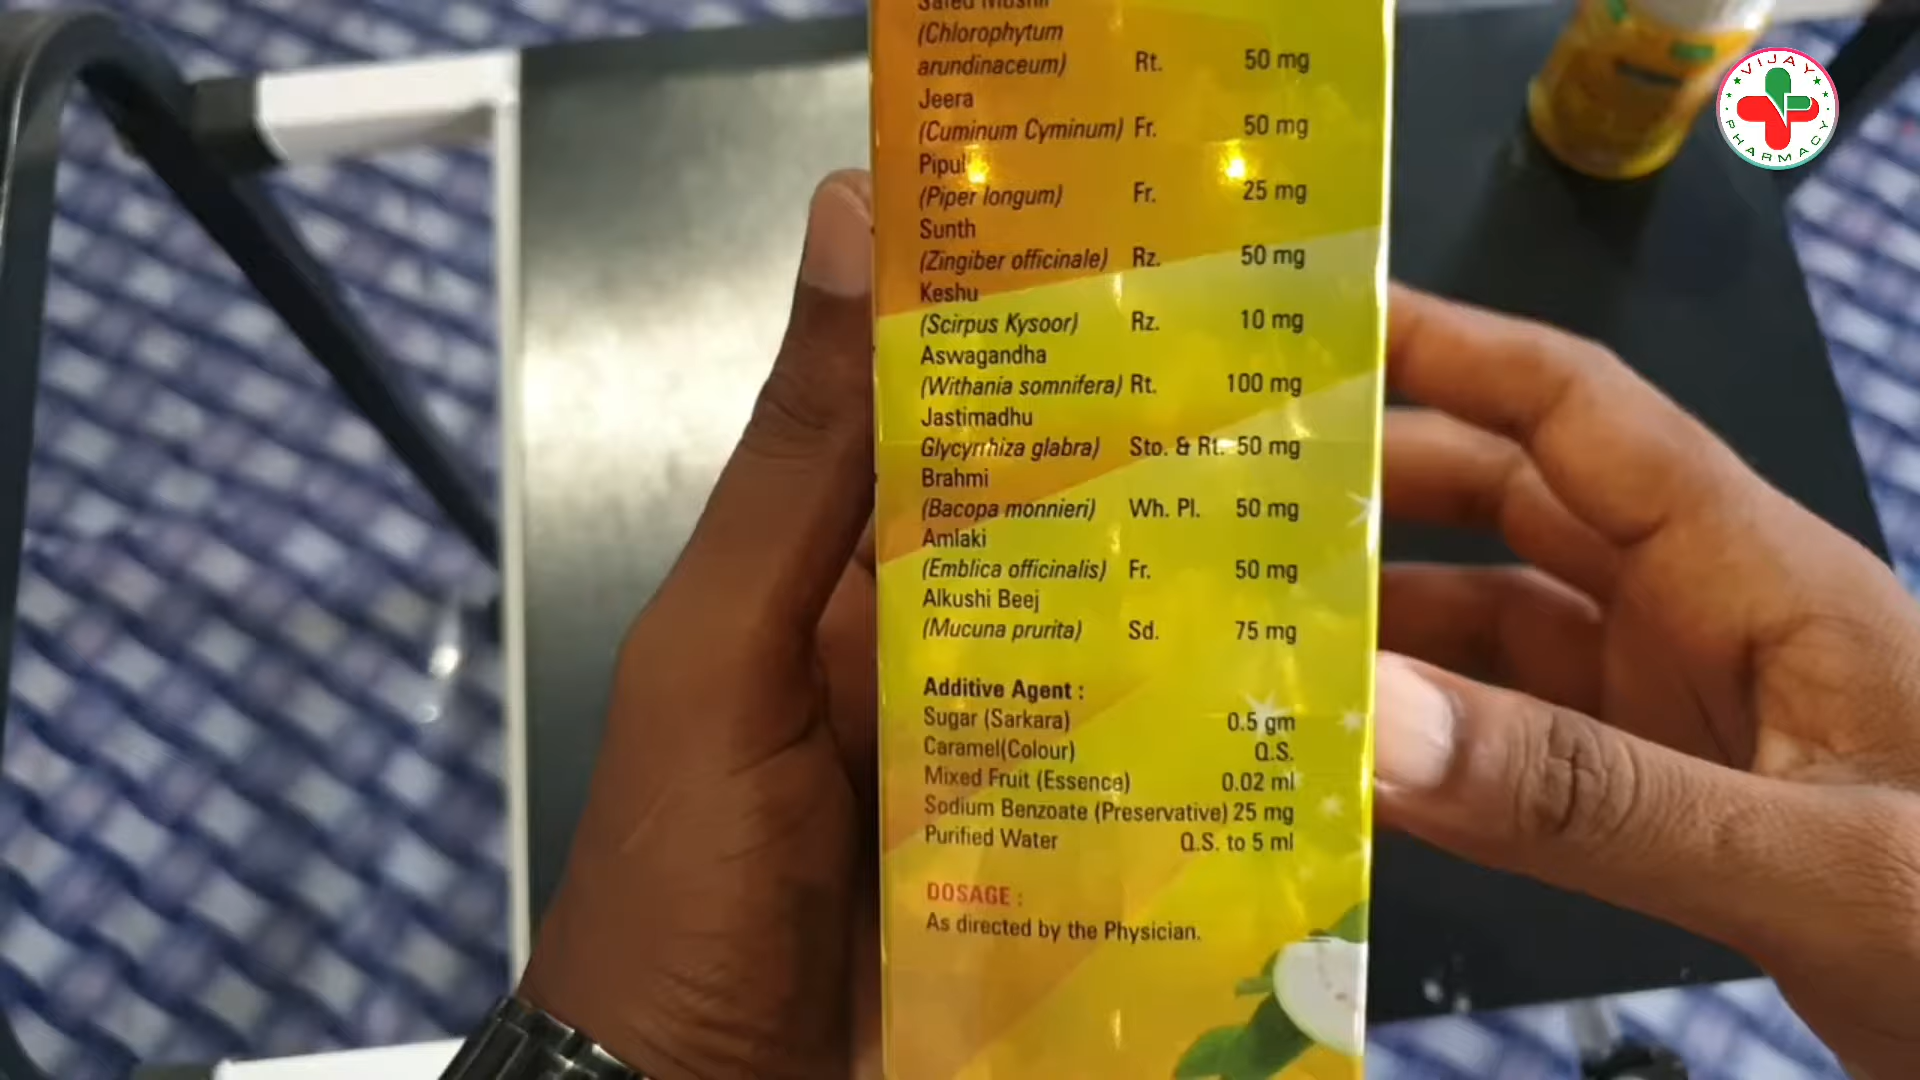 Safed Mushli
(Chlorophytum
arundinaceum) Rt. 50 mg
Jeera
(Cuminum Cyminum) Fr. 50 mg
Pipul
(Piper longum) Fr. 25 mg
Sunth
(Zingiber officinale) Rz. 50 mg
Keshu
(Scirpus Kysoor) Rz. 10 mg
Aswagandha
(Withania somnifera) Rt. 100 mg
Jastimadhu
Glycyrrhiza glabra) Sto. & Rt. 50 mg
Brahmi
(Bacopa monnieri) Wh. Pl. 50 mg
Amlaki
(Emblica officinalis) Fr. 50 mg
Alkushi Beej
(Mucuna prurita) Sd. 75 mg
Additive Agent :
Sugar (Sarkara) 0.5 gm
Caramel(Colour) Q.S.
Mixed Fruit (Essence) 0.02 ml
Sodium Benzoate (Preservative) 25 mg
Purified Water Q.S. to 5 ml
DOSAGE :
As directed by the Physician.
VIJAY
PHARMACY